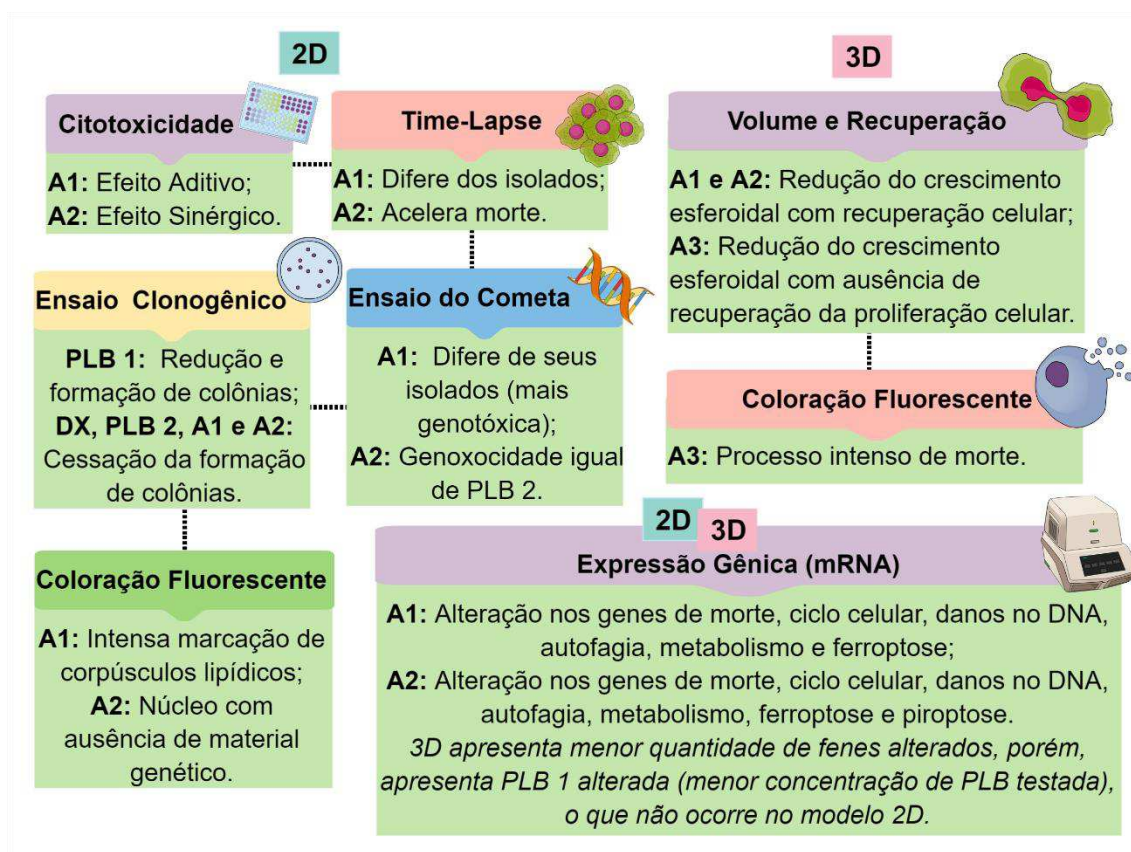 2D
Citotoxicidade
A1: Efeito Aditivo;
A2: Efeito Sinérgico.
Time-Lapse
A1: Difere dos isolados;
A2: Acelera morte.
Ensaio Clonogênico
PLB 1: Redução e
formação de colônias;
DX, PLB 2, A1 e A2:
Cessação da formação
de colônias.
Ensaio do Cometa
A1: Difere de seus
isolados (mais
genotóxica);
A2: Genoxocidade igual
de PLB 2.
Coloração Fluorescente
A1: Intensa marcação de
corpúsculos lipídicos;
A2: Núcleo com
ausência de material
genético.
3D
Volume e Recuperação
A1 e A2: Redução do crescimento
esferoidal com recuperação celular;
A3: Redução do crescimento
esferoidal com ausência de
recuperação da proliferação celular.
Coloração Fluorescente
A3: Processo intenso de morte.
2D
3D
Expressão Gênica (mRNA)
A1: Alteração nos genes de morte, ciclo celular, danos no DNA,
autofagia, metabolismo e ferroptose;
A2: Alteração nos genes de morte, ciclo celular, danos no DNA,
autofagia, metabolismo, ferroptose e piroptose.
3D apresenta menor quantidade de fenes alterados, porém,
apresenta PLB 1 alterada (menor concentração de PLB testada),
o que não ocorre no modelo 2D.